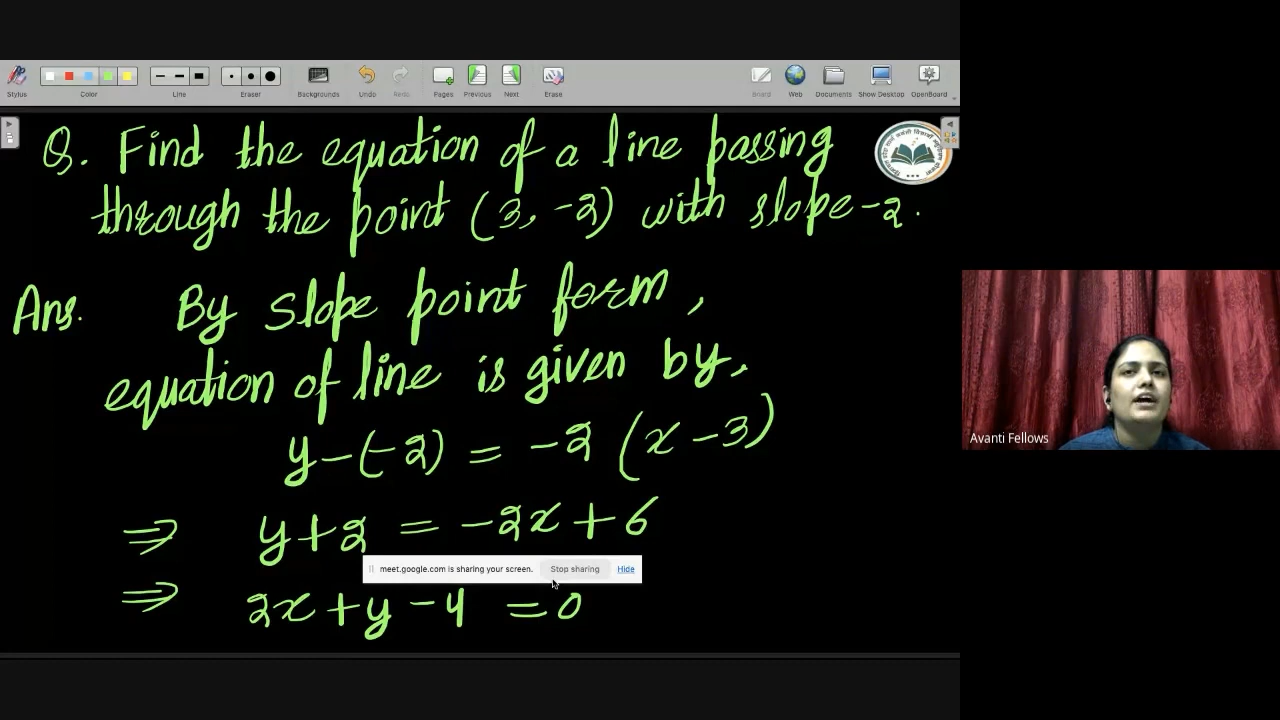 Stylus
Color
Line
Eraser
Backgrounds
Undo
Redo
Pages
Previous
Next
Erase
Board
Web
Documents
Show Desktop
OpenBoard
Q. Find the equation of a line passing
through the point (3, -2) with slope -2.
Ans. By slope point form,
equation of line is given by,
y-(-2) = -2 (x-3)
⇒ y+2 = -2x+6
meet.google.com is sharing your screen. Stop sharing Hide
⇒ 2x+y-4 =0
Avanti Fellows